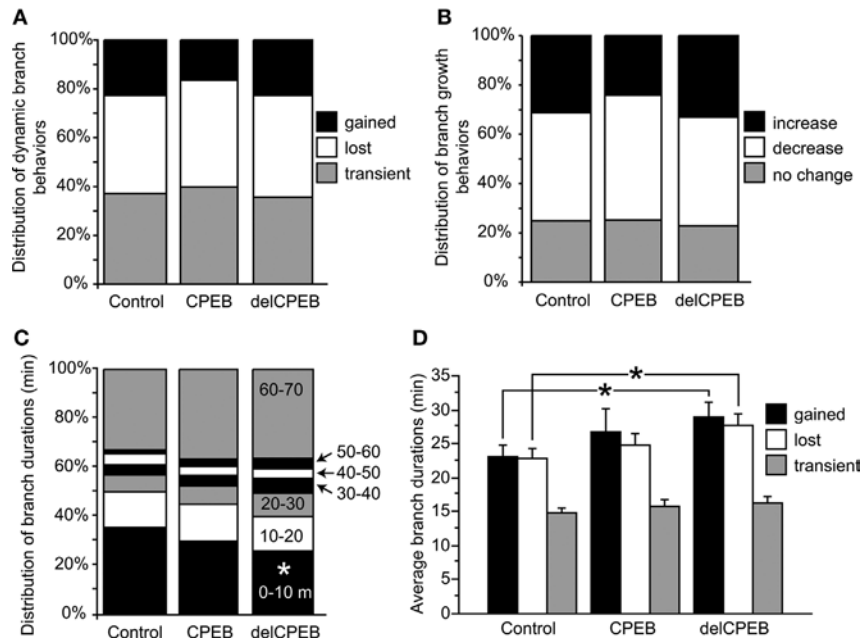 A
Distribution of dynamic branch
behaviors
100%
80%
60%
40%
20%
0%
Control CPEB delCPEB
gained
lost
transient
B
Distribution of branch growth
behaviors
100%
80%
60%
40%
20%
0%
Control CPEB delCPEB
increase
decrease
no change
C
Distribution of branch durations (min)
100%
80%
60%
40%
20%
0%
60-70
50-60
40-50
30-40
20-30
10-20
*
0-10 m
Control CPEB delCPEB
D
Average branch durations (min)
35
30
25
20
15
10
5
0
*
*
Control CPEB delCPEB
gained
lost
transient